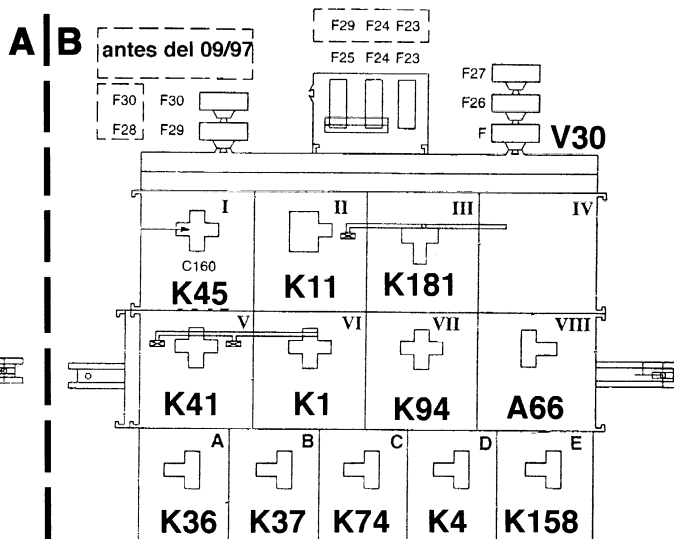 A B
antes del 09/97
F29 F24 F23
F25 F24 F23
F30 F30
F28 F29
F27
F26
F
V30
I II III IV
C160
K45 K11 K181
V VI VII VIII
K41 K1 K94 A66
A B C D E
K36 K37 K74 K4 K158